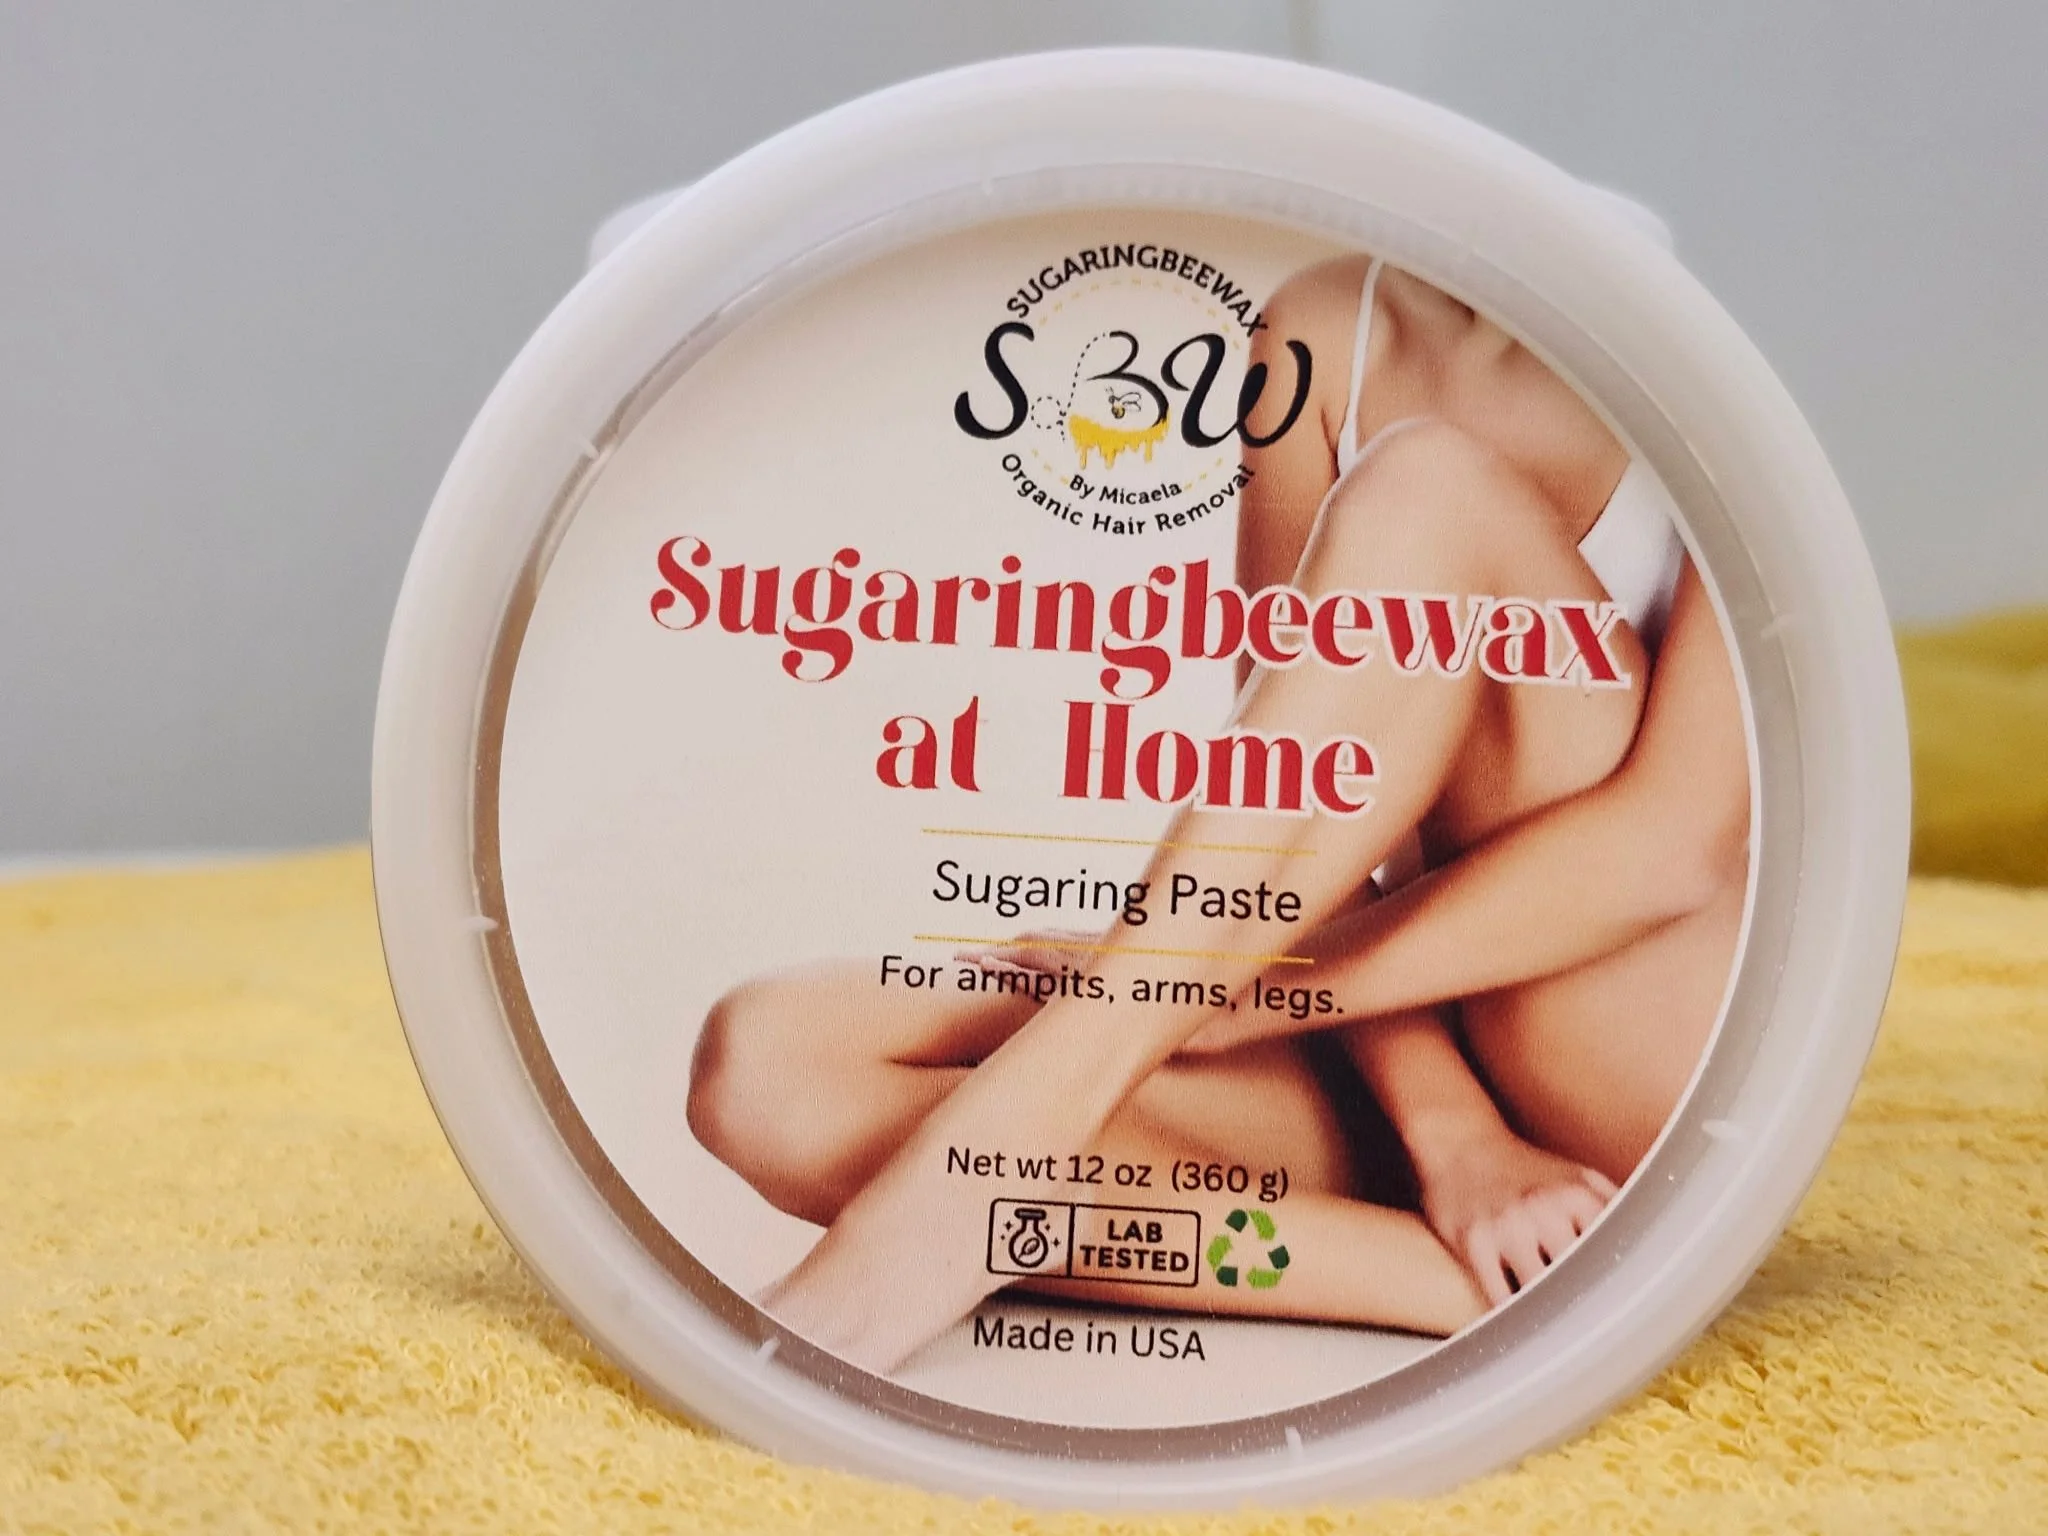 SUGARINGBEEWAX
SBW
By Micaela
Organic Hair Removal
Sugaringbeewax
at Home
Sugaring Paste
For armpits, arms, legs.
Net wt 12 oz (360 g)
LAB
TESTED
Made in USA